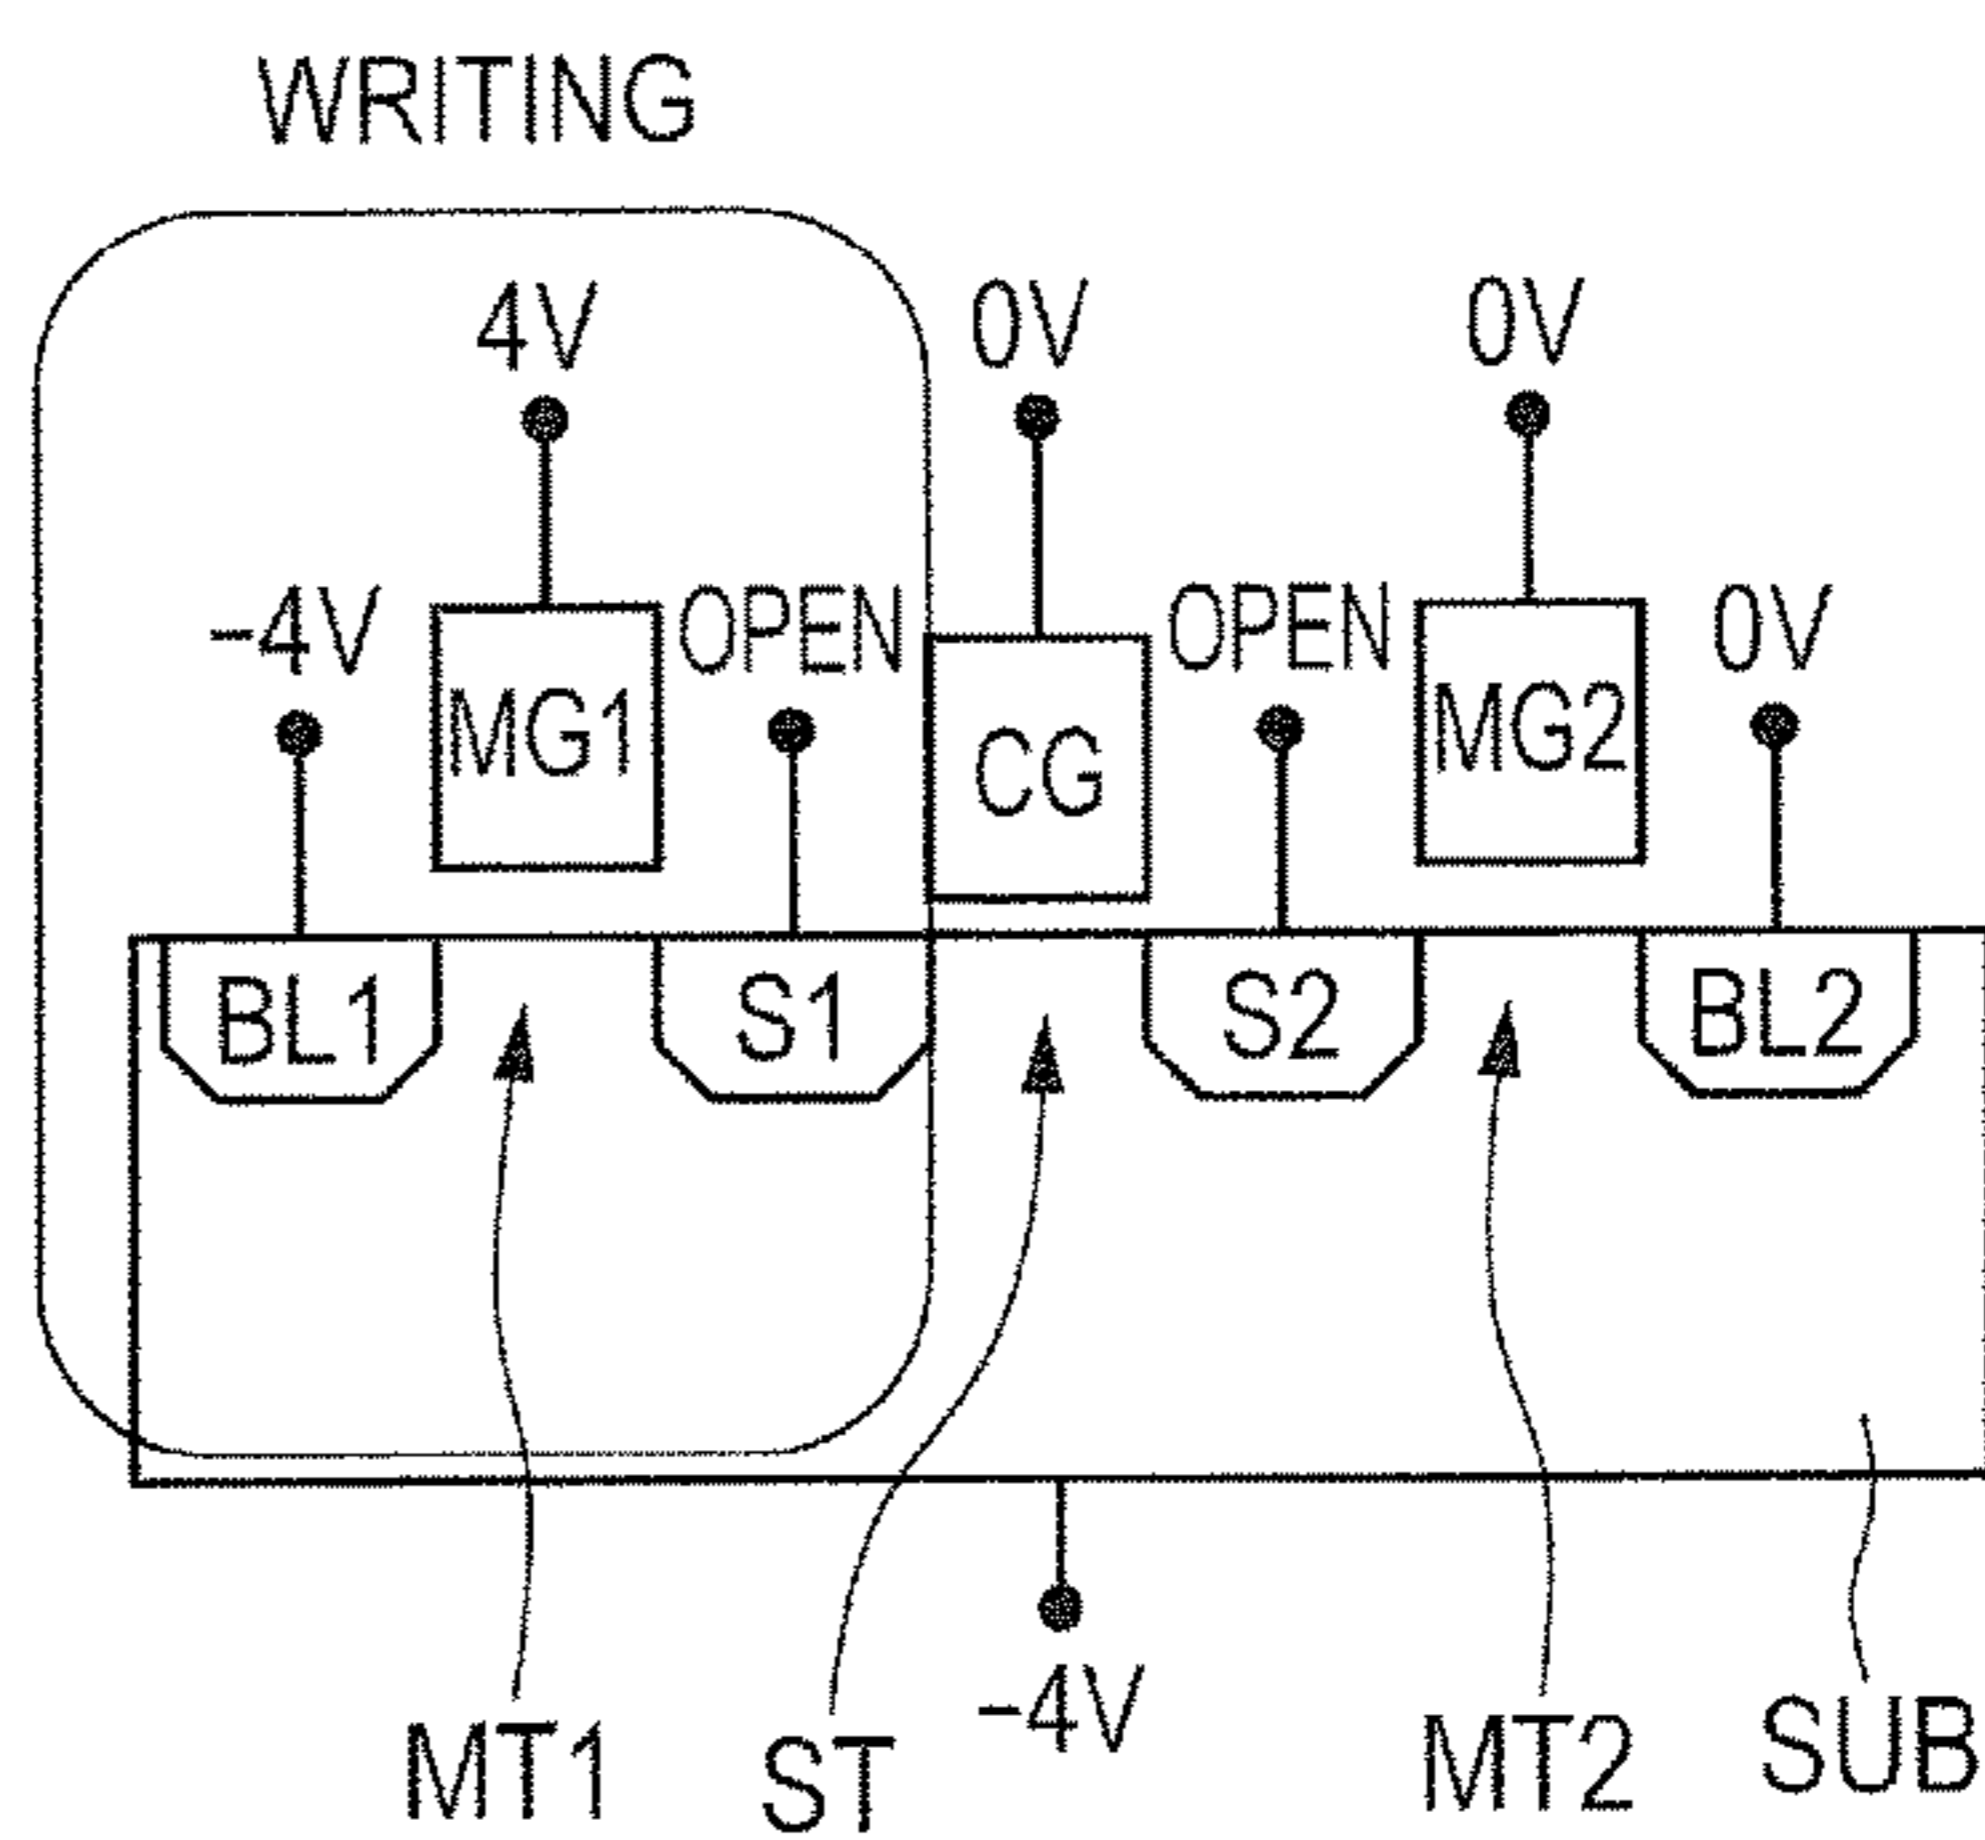 WRITING
4V 0V 0V
-4V OPEN OPEN 0V
MG1 CG MG2
BL1 S1 S2 BL2
-4V
MT1 ST MT2 SUB